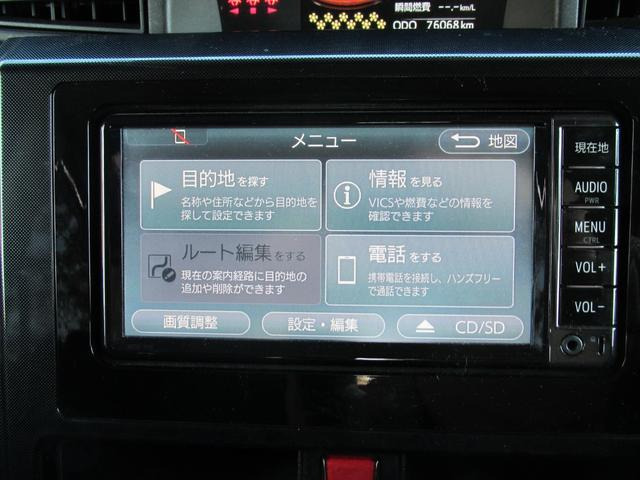 瞬間燃費 --.-km/L
ODO 76068km
メニュー
地図
目的地を探す
名称や住所などから目的地を
探して設定できます
情報を見る
VICSや燃費などの情報を
確認できます
ルート編集をする
現在の案内経路に目的地の
追加や削除ができます
電話をする
携帯電話を接続し、ハンズフリー
で通話できます
画質調整
設定・編集
CD/SD
現在地
AUDIO
PWR
MENU
CTRL
VOL+
VOL-